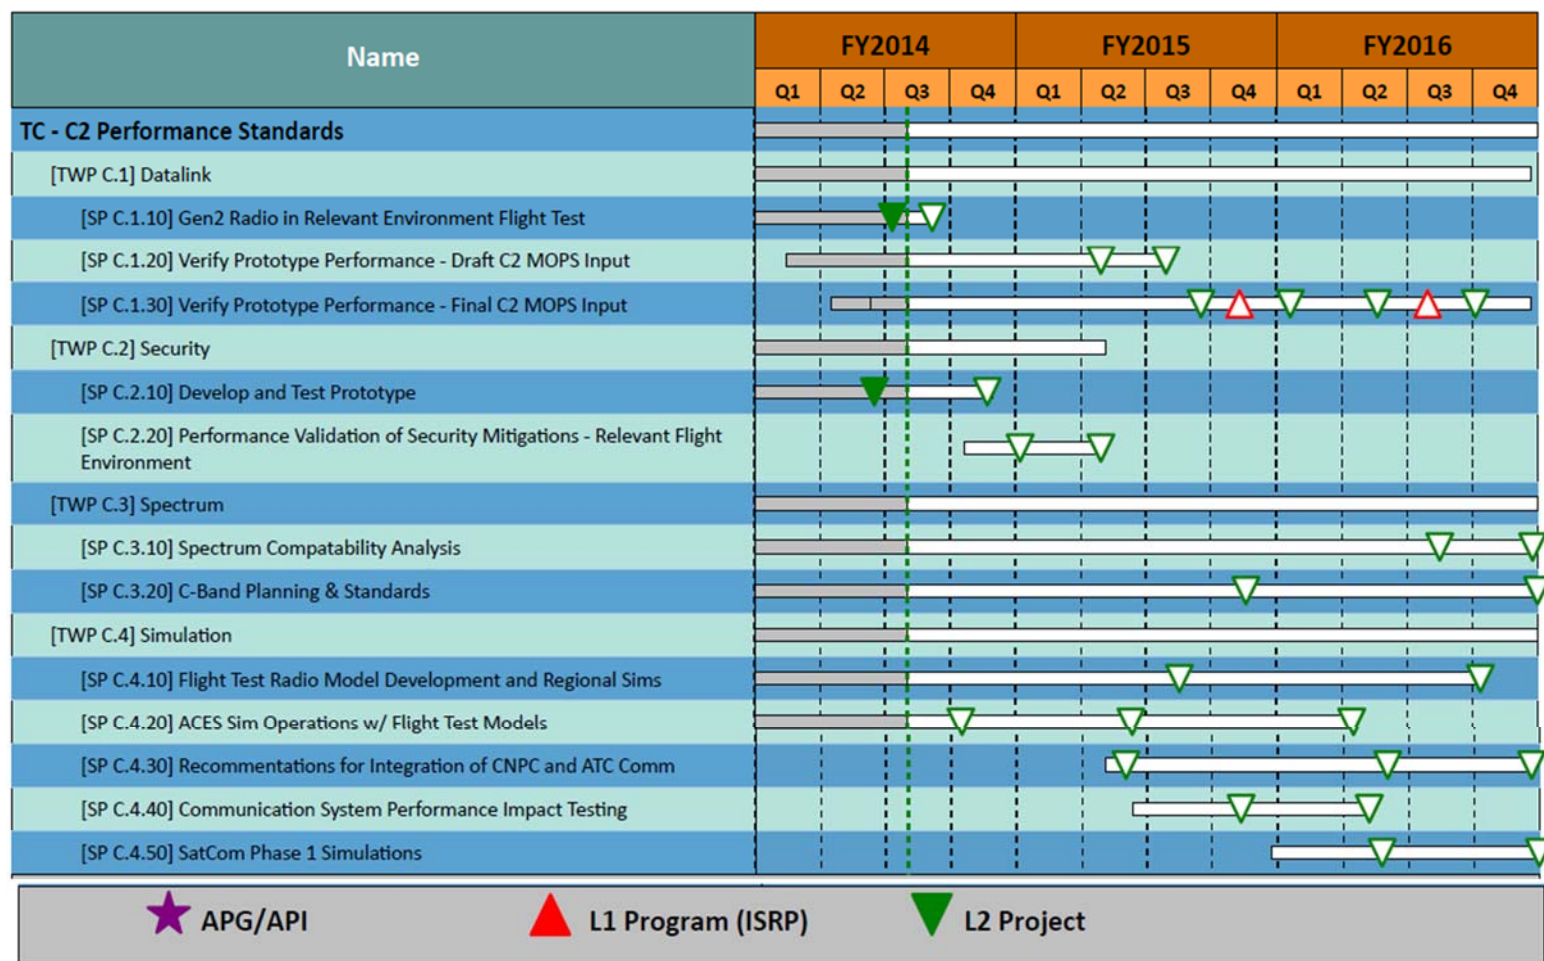 Name
FY2014 FY2015 FY2016
Q1 Q2 Q3 Q4 Q1 Q2 Q3 Q4 Q1 Q2 Q3 Q4
TC - C2 Performance Standards
[TWP C.1] Datalink
[SP C.1.10] Gen2 Radio in Relevant Environment Flight Test
[SP C.1.20] Verify Prototype Performance - Draft C2 MOPS Input
[SP C.1.30] Verify Prototype Performance - Final C2 MOPS Input
[TWP C.2] Security
[SP C.2.10] Develop and Test Prototype
[SP C.2.20] Performance Validation of Security Mitigations - Relevant Flight
Environment
[TWP C.3] Spectrum
[SP C.3.10] Spectrum Compatability Analysis
[SP C.3.20] C-Band Planning & Standards
[TWP C.4] Simulation
[SP C.4.10] Flight Test Radio Model Development and Regional Sims
[SP C.4.20] ACES Sim Operations w/ Flight Test Models
[SP C.4.30] Recommentations for Integration of CNPC and ATC Comm
[SP C.4.40] Communication System Performance Impact Testing
[SP C.4.50] SatCom Phase 1 Simulations
APG/API L1 Program (ISRP) L2 Project